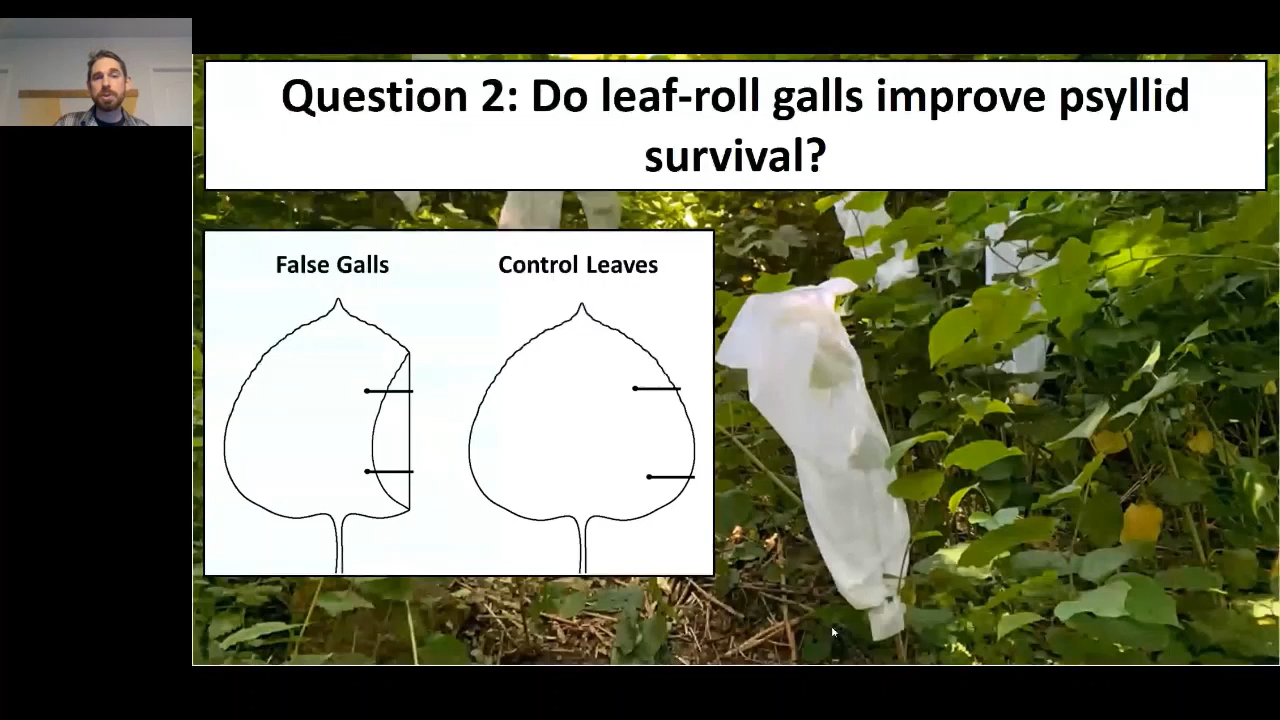 Question 2: Do leaf-roll galls improve psyllid
survival?
False Galls
Control Leaves